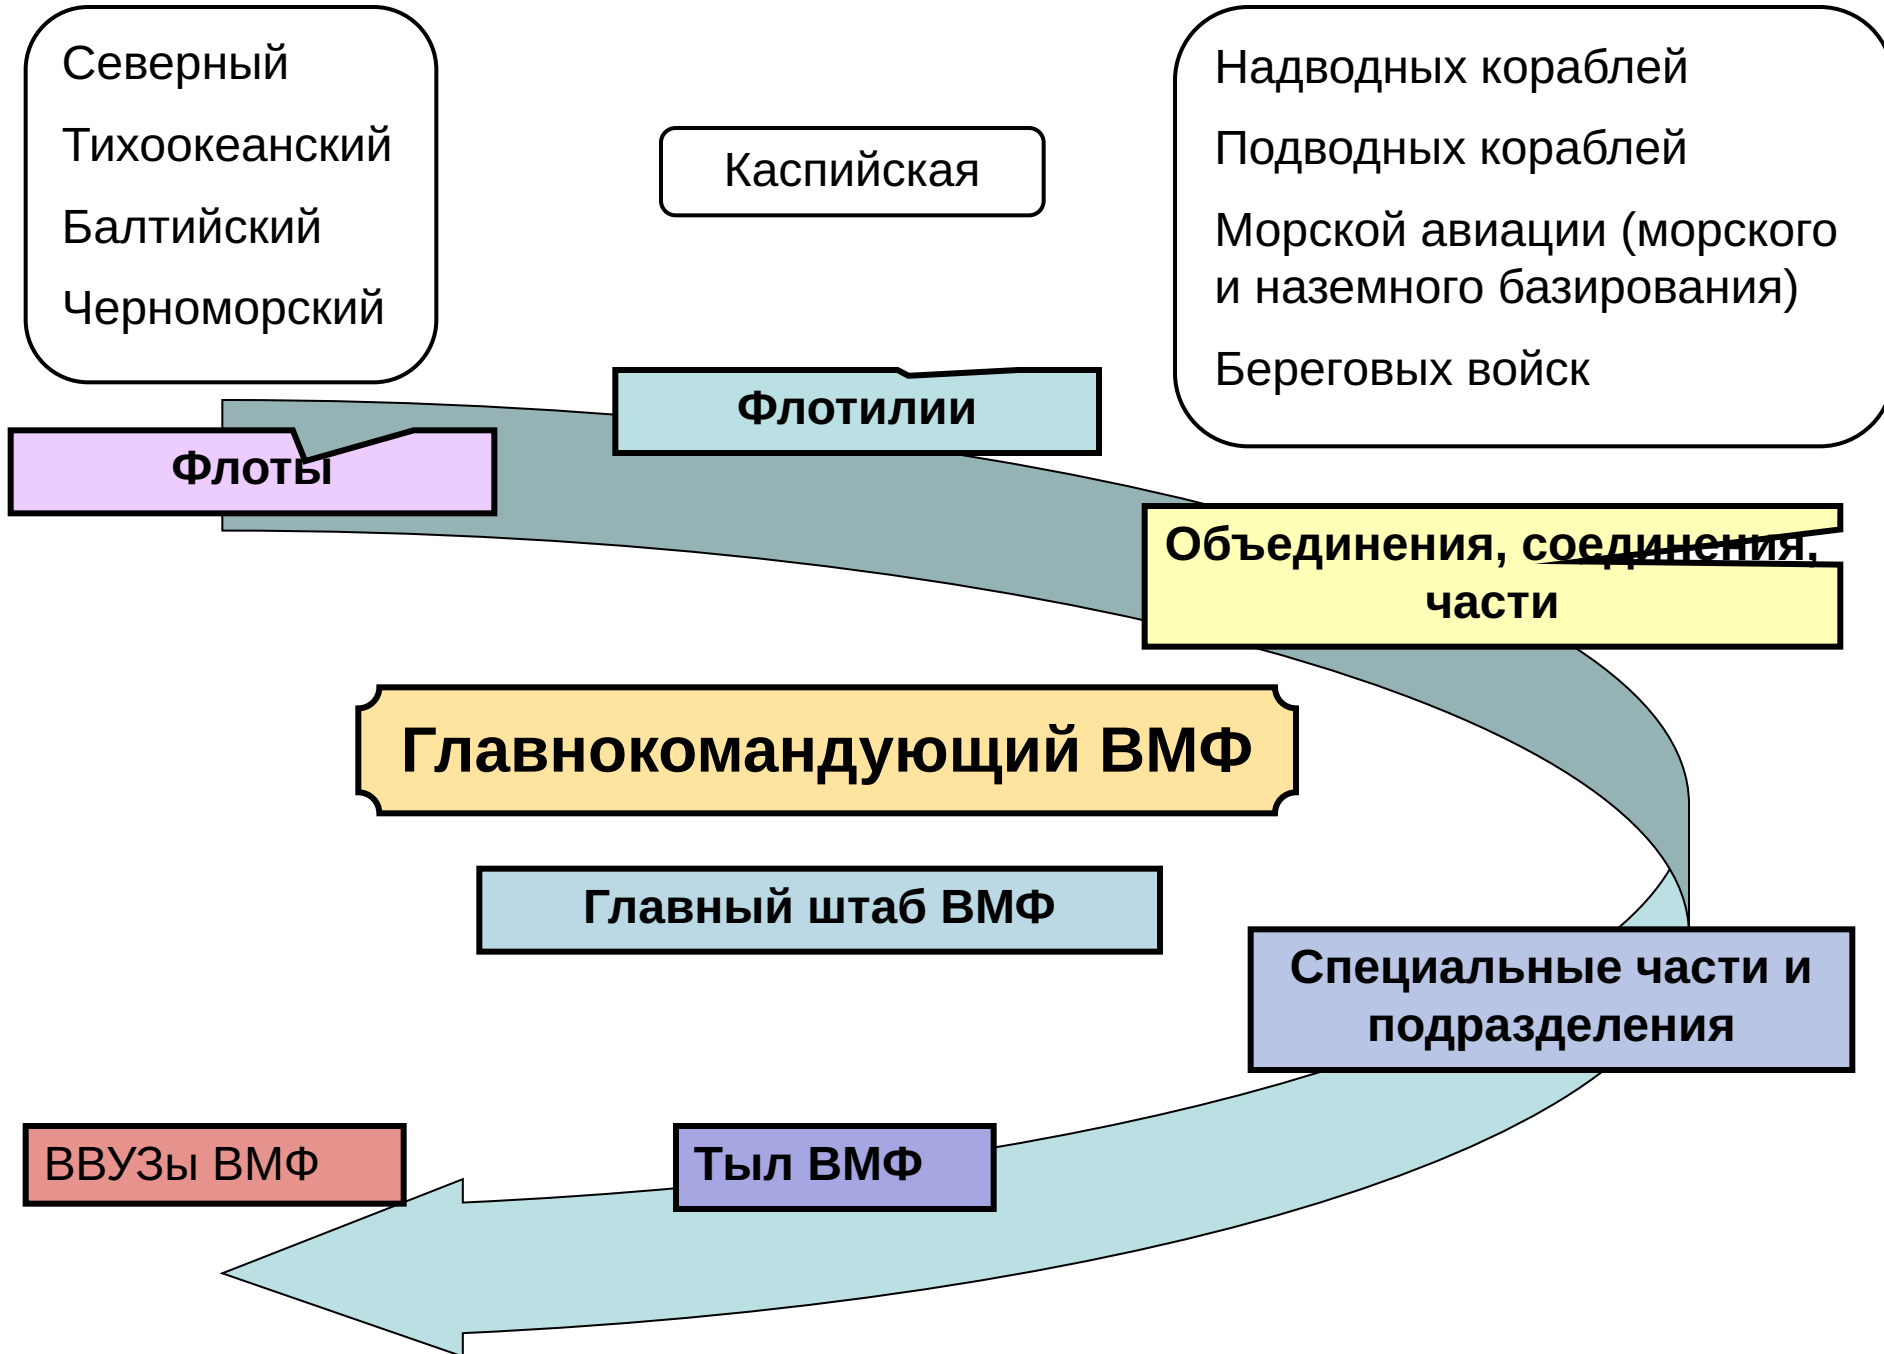 Северный
Тихоокеанский
Балтийский
Черноморский
Каспийская
Надводных кораблей
Подводных кораблей
Морской авиации (морского
и наземного базирования)
Береговых войск
Флоты
Флотилии
Объединения, соединения,
части
Главнокомандующий ВМФ
Главный штаб ВМФ
Специальные части и
подразделения
ВВУЗы ВМФ
Тыл ВМФ